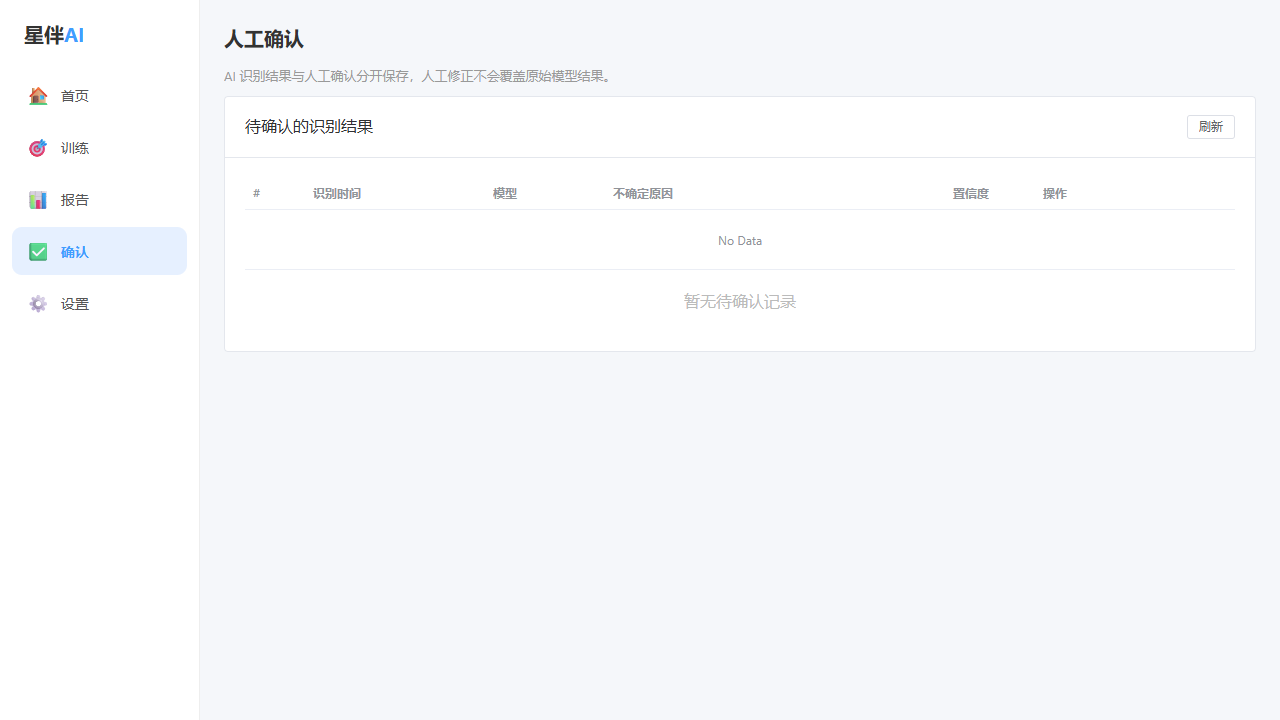 星伴AI
首页
训练
报告
确认
设置
人工确认
AI 识别结果与人工确认分开保存，人工修正不会覆盖原始模型结果。
待确认的识别结果
刷新
# 识别时间 模型 不确定原因 置信度 操作
No Data
暂无待确认记录